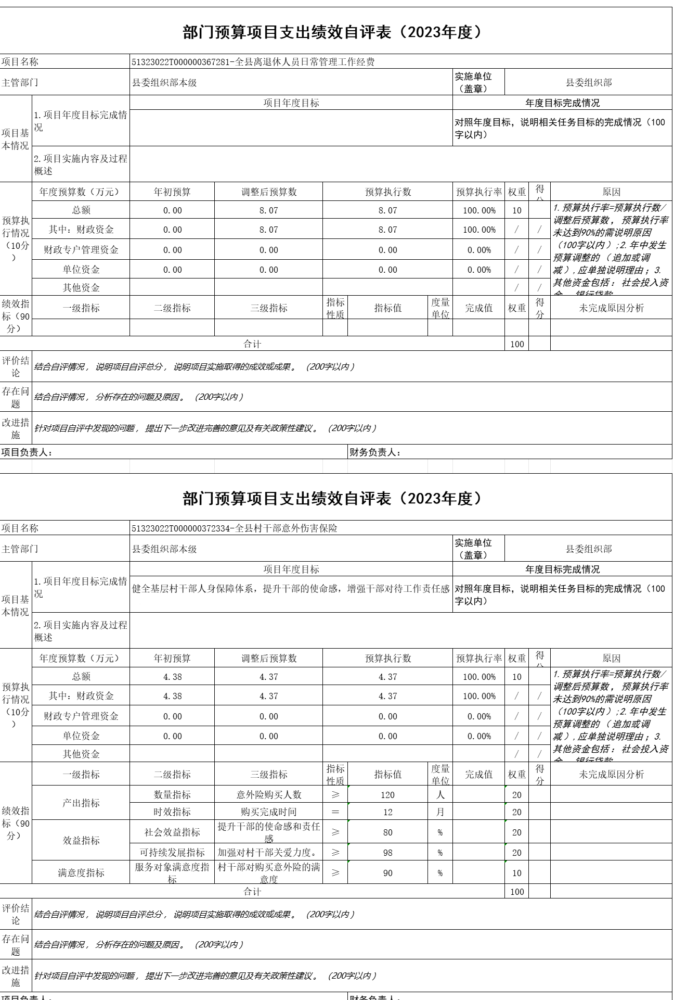 部门预算项目支出绩效自评表（2023年度）
项目名称 51323022T000000367281-全县离退休人员日常管理工作经费
主管部门 县委组织部本级 实施单位（盖章） 县委组织部
项目基本情况 1.项目年度目标完成情况 项目年度目标 年度目标完成情况
对照年度目标，说明相关任务目标的完成情况（100字以内）
2.项目实施内容及过程概述
预算执行情况（10分） 年度预算数（万元） 年初预算 调整后预算数 预算执行数 预算执行率 权重 得分 原因
总额 0.00 8.07 8.07 100.00% 10
其中：财政资金 0.00 8.07 8.07 100.00% / /
财政专户管理资金 0.00 0.00 0.00 0.00% / /
单位资金 0.00 0.00 0.00 0.00% / /
其他资金 / /
1.预算执行率=预算执行数/
调整后预算数，预算执行率
未达到90%的需说明原因
（100字以内）;2.年中发生
预算调整的（追加或调
减）,应单独说明理由；3.
其他资金包括：社会投入资
金、银行贷款
绩效指标（90分） 一级指标 二级指标 三级指标 指标性质 指标值 度量单位 完成值 权重 得分 未完成原因分析
合计 100
评价结论 结合自评情况，说明项目自评总分，说明项目实施取得的成效或成果。（200字以内）
存在问题 结合自评情况，分析存在的问题及原因。（200字以内）
改进措施 针对项目自评中发现的问题，提出下一步改进完善的意见及有关政策性建议。（200字以内）
项目负责人： 财务负责人：
部门预算项目支出绩效自评表（2023年度）
项目名称 51323022T000000372334-全县村干部意外伤害保险
主管部门 县委组织部本级 实施单位（盖章） 县委组织部
项目基本情况 1.项目年度目标完成情况 项目年度目标 年度目标完成情况
健全基层村干部人身保障体系，提升干部的使命感，增强干部对待工作责任感 对照年度目标，说明相关任务目标的完成情况（100字以内）
2.项目实施内容及过程概述
预算执行情况（10分） 年度预算数（万元） 年初预算 调整后预算数 预算执行数 预算执行率 权重 得分 原因
总额 4.38 4.37 4.37 100.00% 10
其中：财政资金 4.38 4.37 4.37 100.00% / /
财政专户管理资金 0.00 0.00 0.00 0.00% / /
单位资金 0.00 0.00 0.00 0.00% / /
其他资金 / /
1.预算执行率=预算执行数/
调整后预算数，预算执行率
未达到90%的需说明原因
（100字以内）;2.年中发生
预算调整的（追加或调
减）,应单独说明理由；3.
其他资金包括：社会投入资
金、银行贷款
绩效指标（90分） 一级指标 二级指标 三级指标 指标性质 指标值 度量单位 完成值 权重 得分 未完成原因分析
产出指标 数量指标 意外险购买人数 ≥ 120 人 20
时效指标 购买完成时间 ＝ 12 月 20
效益指标 社会效益指标 提升干部的使命感和责任感 ≥ 80 % 20
可持续发展指标 加强对村干部关爱力度。 ≥ 98 % 20
满意度指标 服务对象满意度指标 村干部对购买意外险的满意度 ≥ 90 % 10
合计 100
评价结论 结合自评情况，说明项目自评总分，说明项目实施取得的成效或成果。（200字以内）
存在问题 结合自评情况，分析存在的问题及原因。（200字以内）
改进措施 针对项目自评中发现的问题，提出下一步改进完善的意见及有关政策性建议。（200字以内）
项目负责人： 财务负责人：